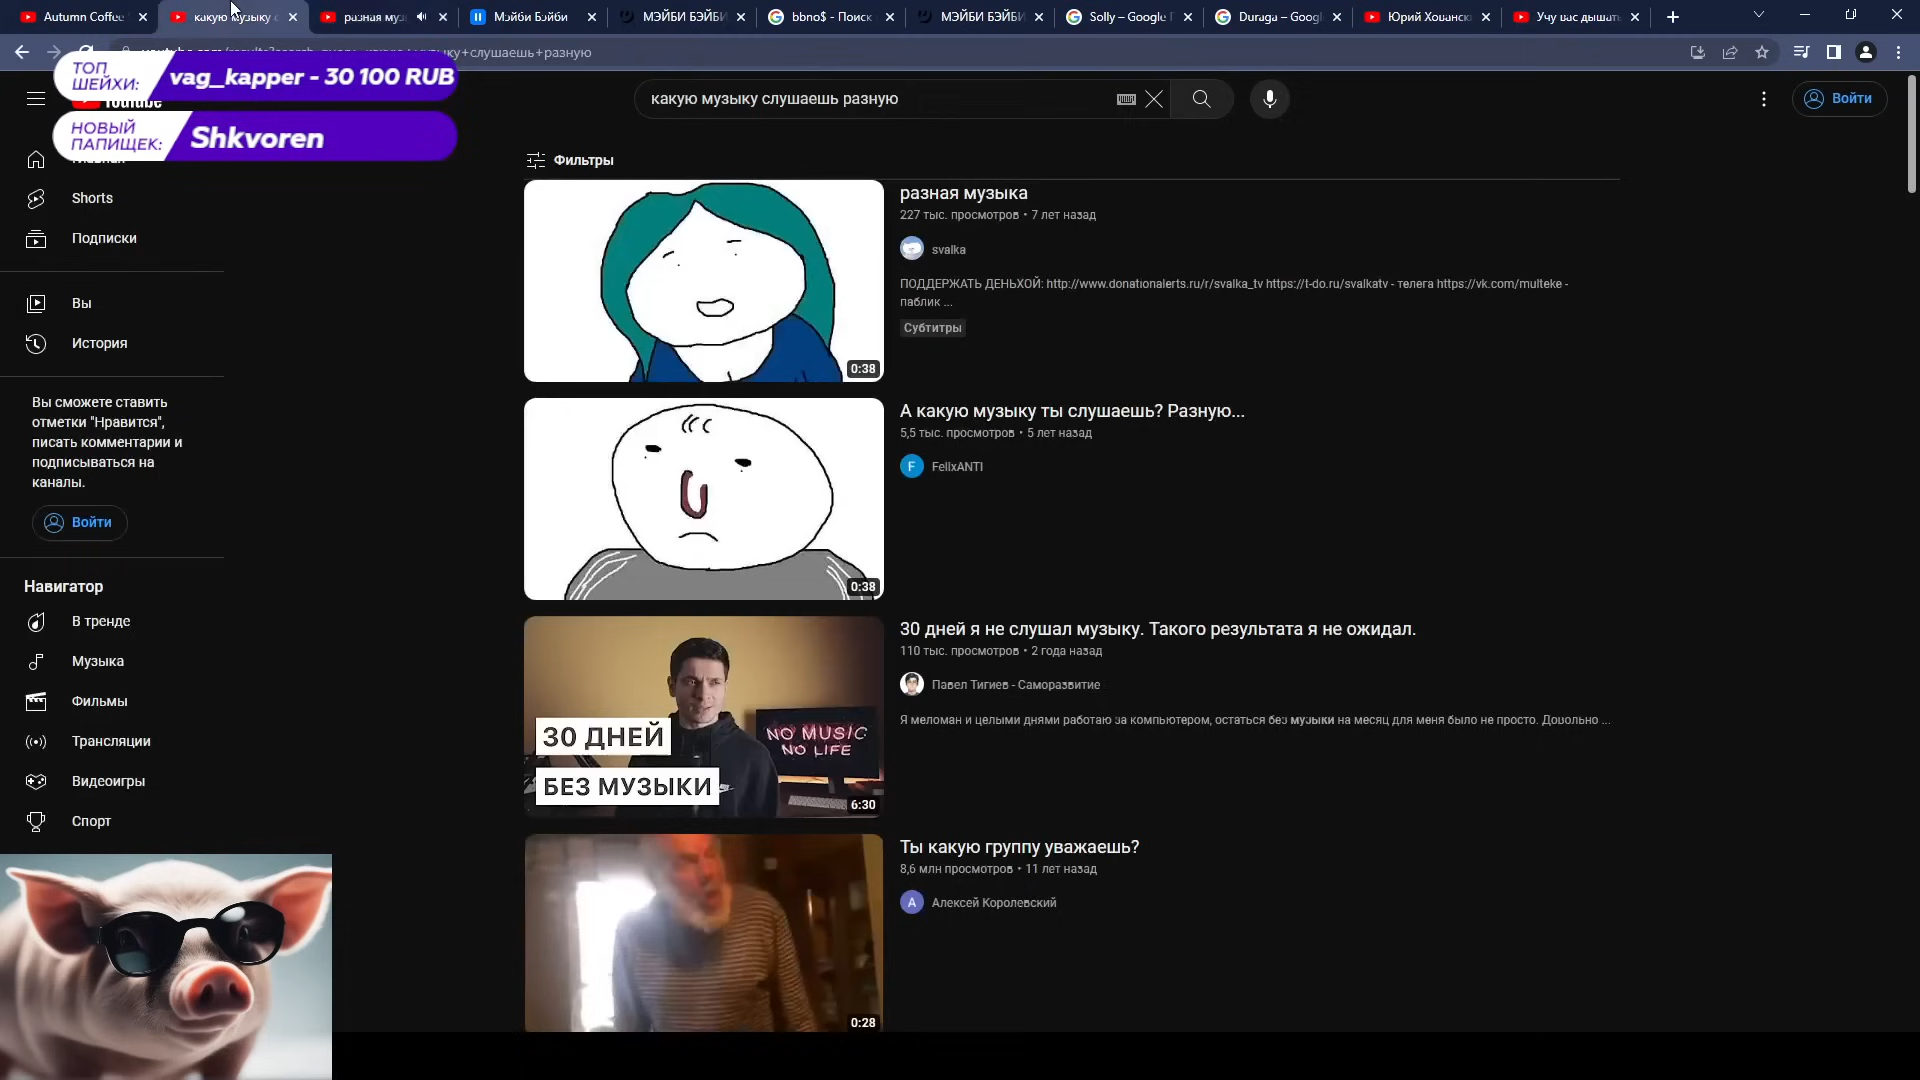 Autumn Coffee
какую музыку с
разная муз
Мэйби Бэйби
МЭЙБИ БЭЙБИ
bbno$ - Поиск
МЭЙБИ БЭЙБИ
Solly – Google П
Duraga – Googl
Юрий Хованск
Учу вас дышать
ку+слушаешь+разную
ТОП
ШЕЙХИ:
vag_kapper - 30 100 RUB
НОВЫЙ
ПАПИЩЕК:
Shkvoren
какую музыку слушаешь разную
Войти
Фильтры
Shorts
Подписки
Вы
История
Вы сможете ставить
отметки "Нравится",
писать комментарии и
подписываться на
каналы.
Войти
Навигатор
В тренде
Музыка
Фильмы
Трансляции
Видеоигры
Спорт
разная музыка
227 тыс. просмотров • 7 лет назад
svalka
ПОДДЕРЖАТЬ ДЕНЬХОЙ: http://www.donationalerts.ru/r/svalka_tv https://t-do.ru/svalkatv - телега https://vk.com/multeke -
паблик ...
Субтитры
0:38
А какую музыку ты слушаешь? Разную...
5,5 тыс. просмотров • 5 лет назад
F
FelixANTI
0:38
30 дней я не слушал музыку. Такого результата я не ожидал.
110 тыс. просмотров • 2 года назад
Павел Тигиев - Саморазвитие
Я меломан и целыми днями работаю за компьютером, остаться без музыки на месяц для меня было не просто. Довольно ...
30 ДНЕЙ
БЕЗ МУЗЫКИ
NO MUSIC
NO LIFE
6:30
Ты какую группу уважаешь?
8,6 млн просмотров • 11 лет назад
А
Алексей Королевский
0:28